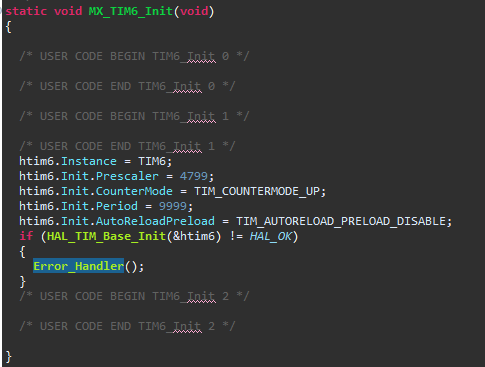 static void MX_TIM6_Init(void)
{
/* USER CODE BEGIN TIM6_Init 0 */
/* USER CODE END TIM6_Init 0 */
/* USER CODE BEGIN TIM6_Init 1 */
/* USER CODE END TIM6_Init 1 */
htim6.Instance = TIM6;
htim6.Init.Prescaler = 4799;
htim6.Init.CounterMode = TIM_COUNTERMODE_UP;
htim6.Init.Period = 9999;
htim6.Init.AutoReloadPreload = TIM_AUTORELOAD_PRELOAD_DISABLE;
if (HAL_TIM_Base_Init(&htim6) != HAL_OK)
{
Error_Handler();
}
/* USER CODE BEGIN TIM6_Init 2 */
/* USER CODE END TIM6_Init 2 */
}